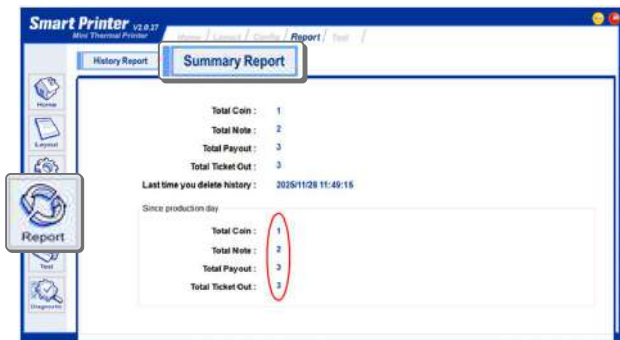 Smart Printer V2.0.27
Mini Thermal Printer
Home / Layout / Config / Report / Test /
History Report
Summary Report
Home
Layout
Report
Test
Diagnostic
Total Coin : 1
Total Note : 2
Total Payout : 3
Total Ticket Out : 3
Last time you delete history : 2025/11/28 11:49:15
Since production day
Total Coin : 1
Total Note : 2
Total Payout : 3
Total Ticket Out : 3